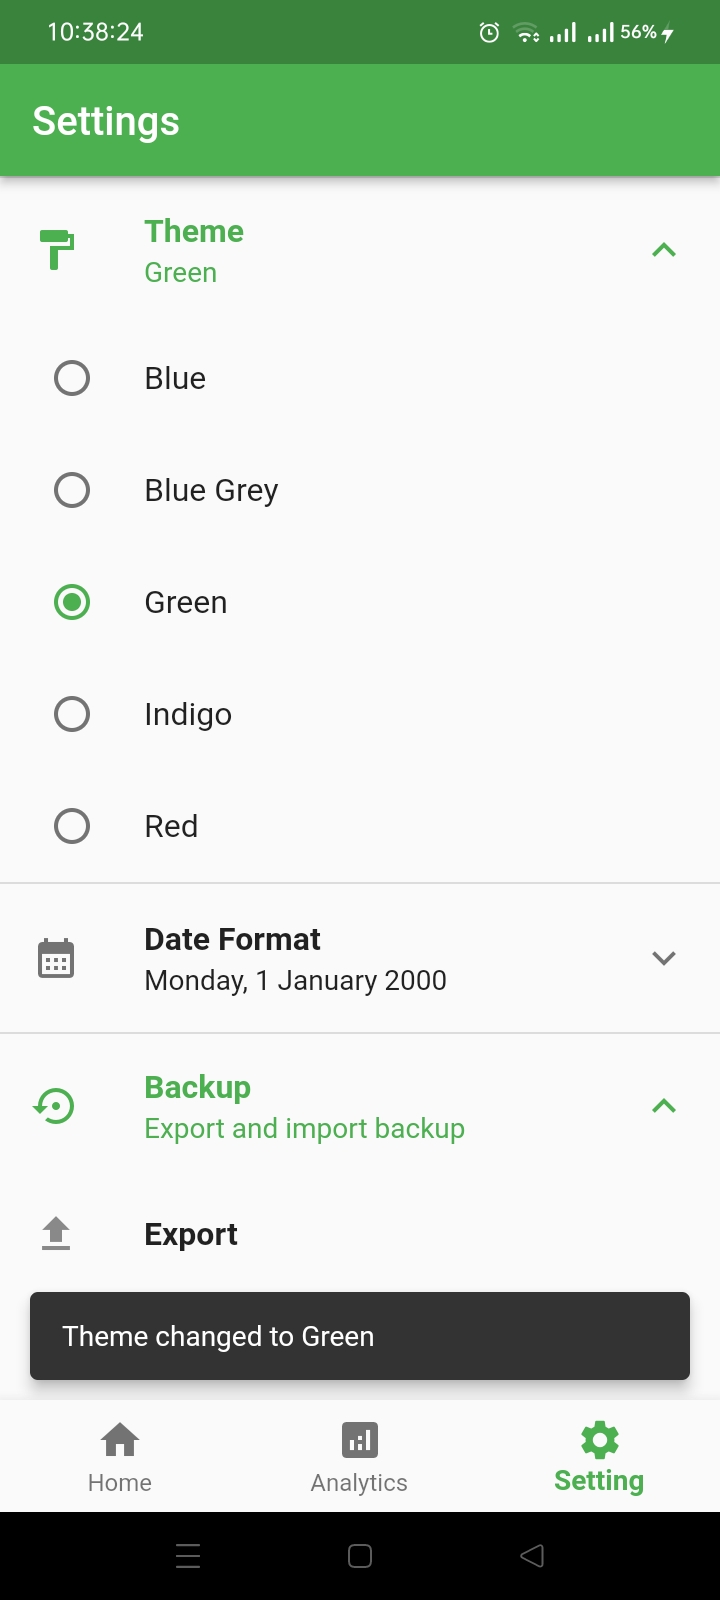 10:38:24
56%
Settings
Theme
Green
Blue
Blue Grey
Green
Indigo
Red
Date Format
Monday, 1 January 2000
Backup
Export and import backup
Export
Theme changed to Green
Home
Analytics
Setting